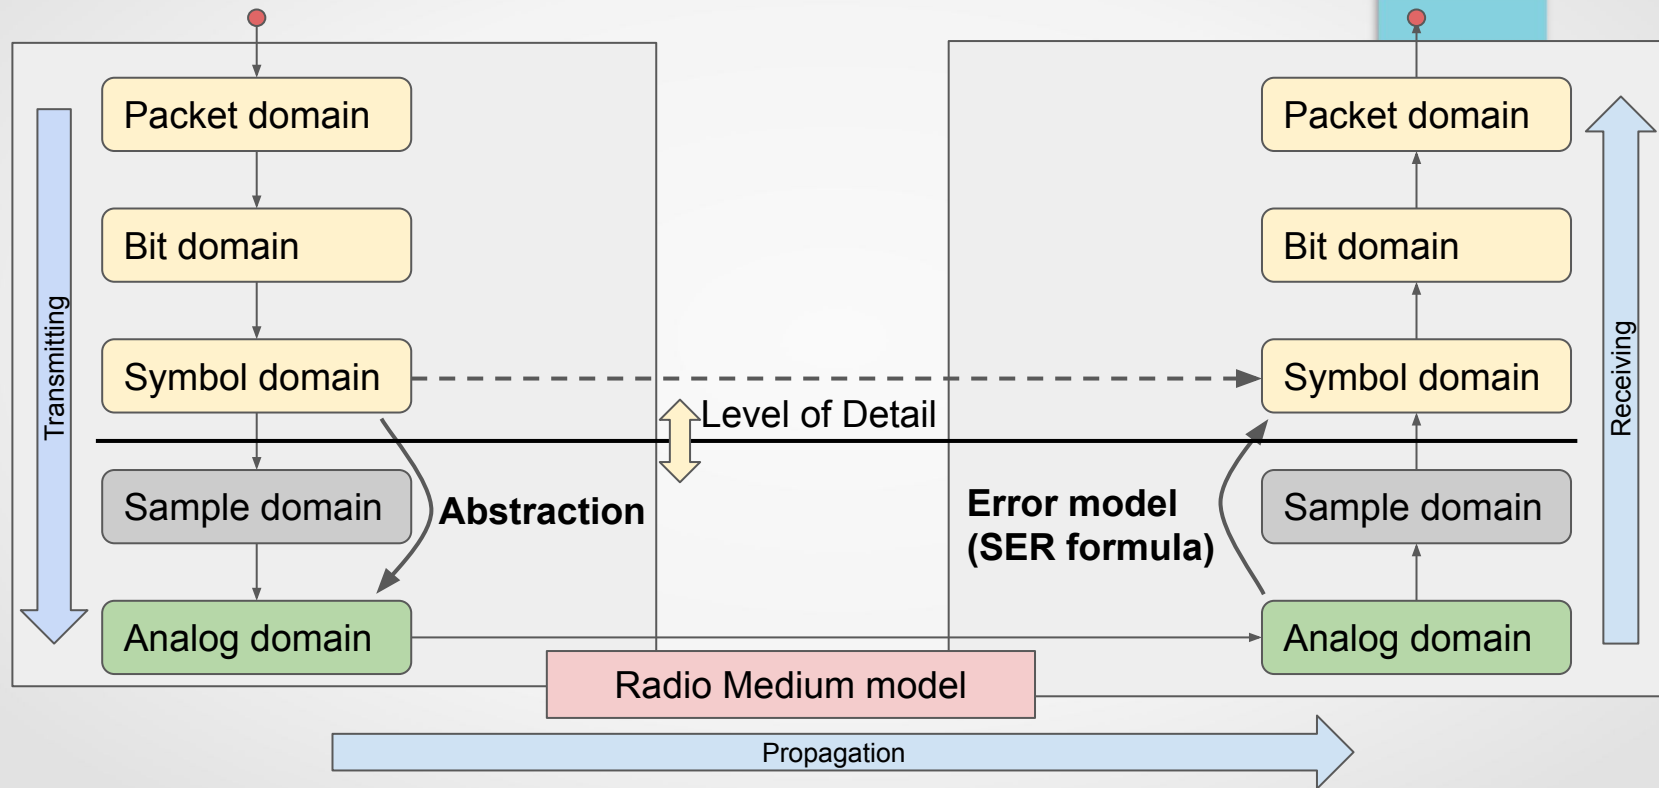 Packet domain
Bit domain
Symbol domain
Sample domain
Analog domain
Transmiting
Abstraction
Level of Detail
Radio Medium model
Propagation
Error model
(SER formula)
Packet domain
Bit domain
Symbol domain
Sample domain
Analog domain
Receiving